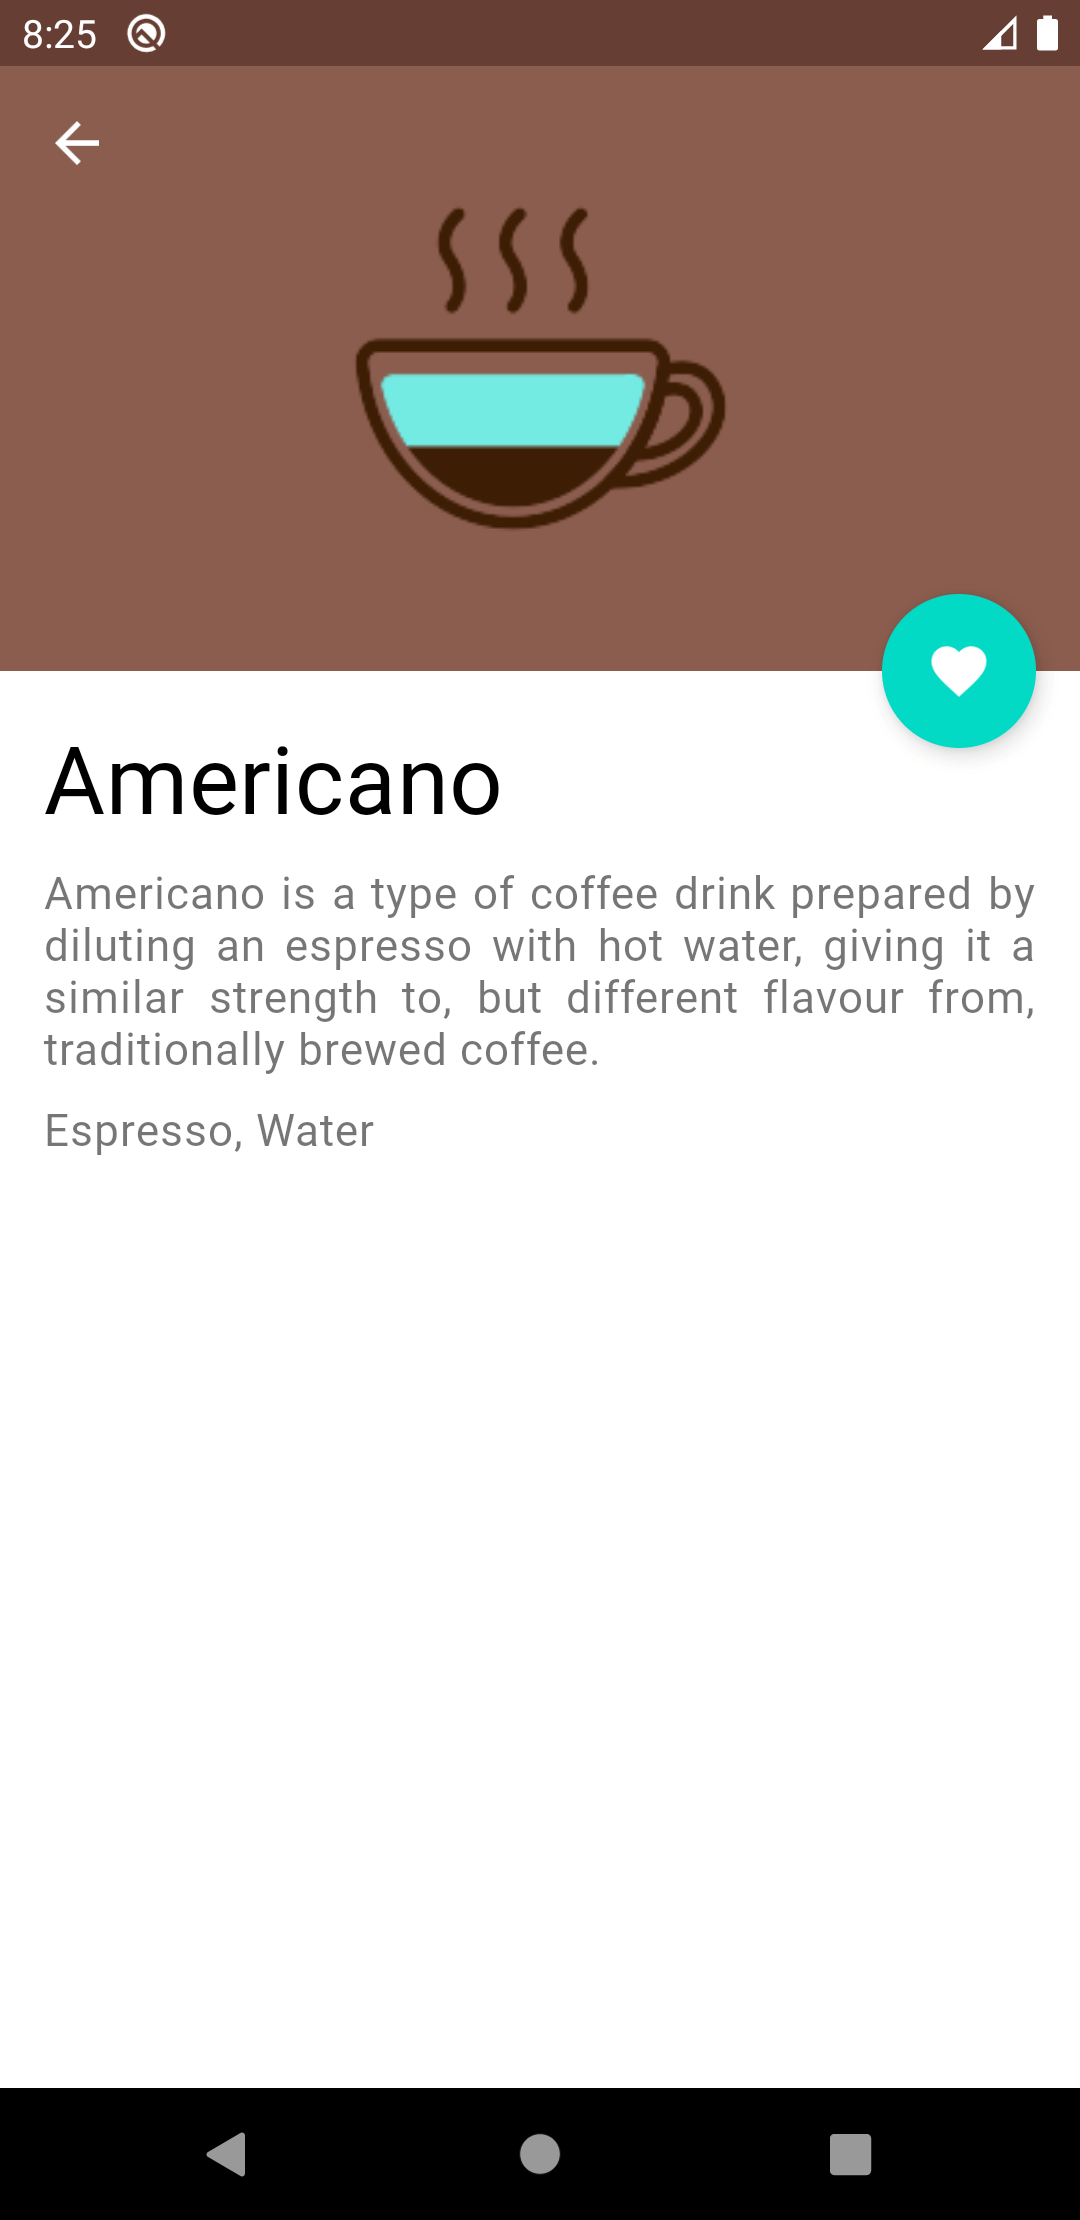 8:25
Americano
Americano is a type of coffee drink prepared by
diluting an espresso with hot water, giving it a
similar strength to, but different flavour from,
traditionally brewed coffee.
Espresso, Water